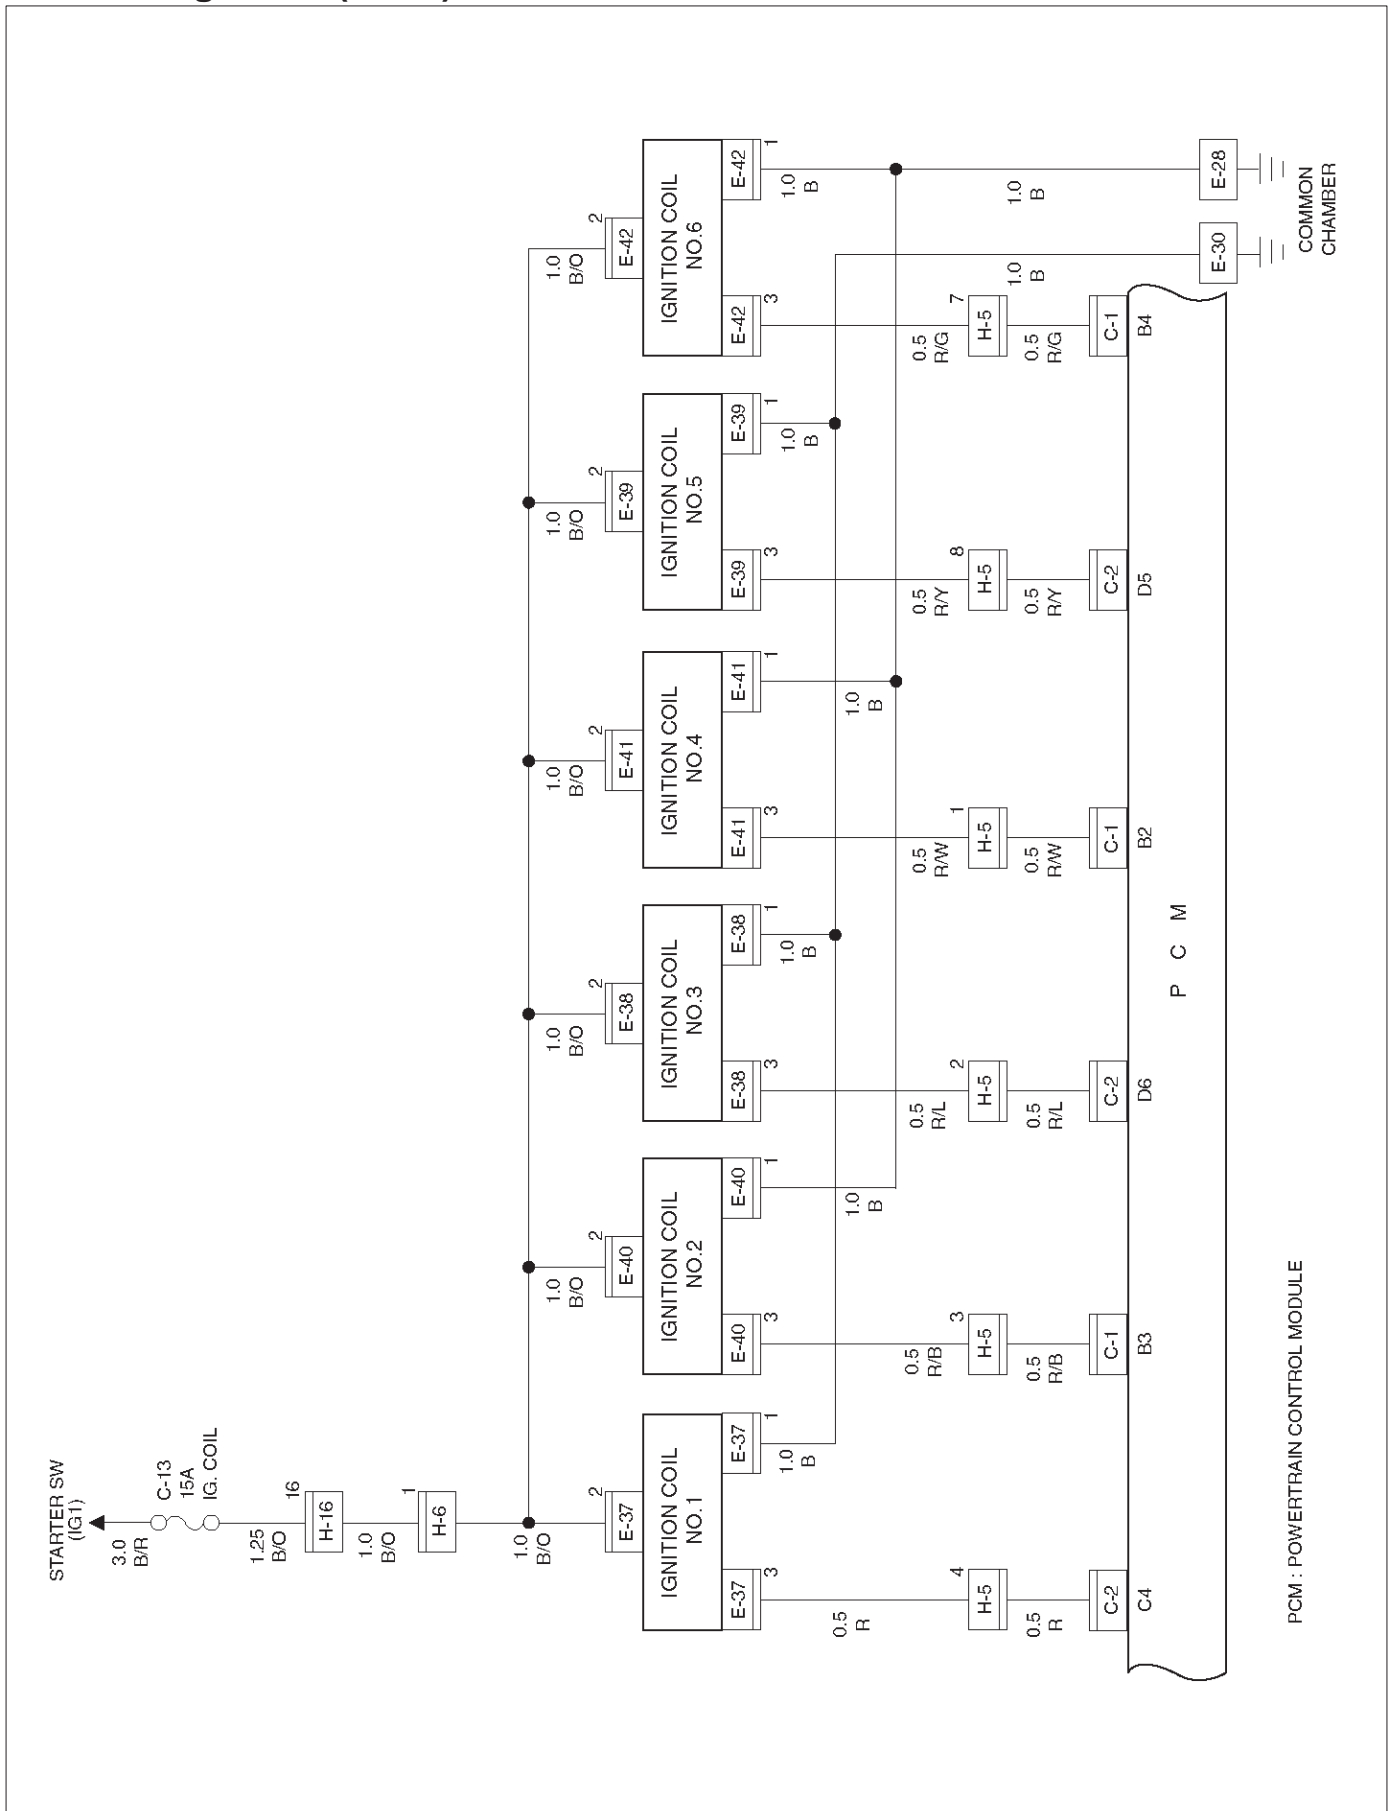 STARTER SW
(IG1)
3.0
B/R
C-13
15A
IG. COIL
1.25
B/O
16
H-16
1.0
B/O
1
H-6
1.0
B/O
1.0
B/O
1.0
B/O
1.0
B/O
1.0
B/O
1.0
B/O
2
E-37
2
E-40
2
E-38
2
E-41
2
E-39
2
E-42
IGNITION COIL
NO.1
IGNITION COIL
NO.2
IGNITION COIL
NO.3
IGNITION COIL
NO.4
IGNITION COIL
NO.5
IGNITION COIL
NO.6
E-37
3
E-37
1
E-40
3
E-40
1
E-38
3
E-38
1
E-41
3
E-41
1
E-39
3
E-39
1
E-42
3
E-42
1
1.0
B
1.0
B
1.0
B
1.0
B
1.0
B
1.0
B
0.5
R
0.5
R/B
0.5
R/L
0.5
R/W
0.5
R/Y
0.5
R/G
4
H-5
3
H-5
2
H-5
1
H-5
8
H-5
7
H-5
0.5
R
0.5
R/B
0.5
R/L
0.5
R/W
0.5
R/Y
0.5
R/G
1.0
B
1.0
B
C-2
C-1
C-2
C-1
C-2
C-1
C4
B3
D6
B2
D5
B4
P C M
E-30
E-28
COMMON
CHAMBER
PCM : POWERTRAIN CONTROL MODULE